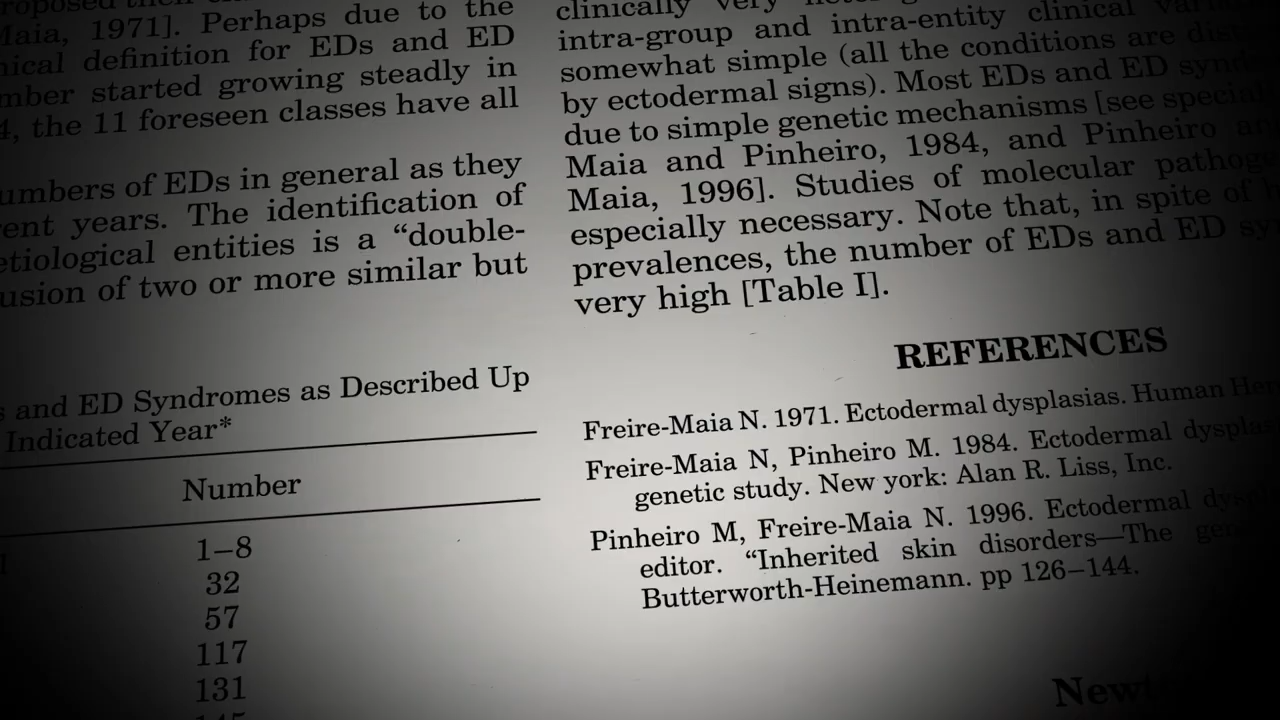 Maia, 1971]. Perhaps due to the
definition for EDs and ED
started growing steadily in
the 11 foreseen classes have all
of EDs in general as they
years. The identification of
entities is a “double-
of two or more similar but
and ED Syndromes as Described Up
Indicated Year*
Number
1–8
32
57
117
131
clinically very
intra-group and intra-entity clinical
somewhat simple (all the conditions are
by ectodermal signs). Most EDs and ED
due to simple genetic mechanisms [see
Maia and Pinheiro, 1984, and Pinheiro
Maia, 1996]. Studies of molecular
especially necessary. Note that, in spite of
prevalences, the number of EDs and ED
very high [Table I].
REFERENCES
Freire-Maia N. 1971. Ectodermal dysplasias. Human
Freire-Maia N, Pinheiro M. 1984. Ectodermal
genetic study. New york: Alan R. Liss, Inc.
Pinheiro M, Freire-Maia N. 1996. Ectodermal
editor. “Inherited skin disorders—The
Butterworth-Heinemann. pp 126–144.